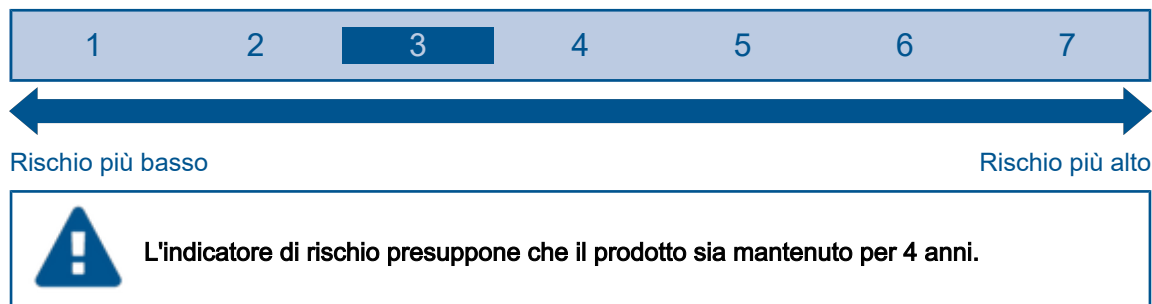 1 2 3 4 5 6 7
Rischio più basso Rischio più alto
L'indicatore di rischio presuppone che il prodotto sia mantenuto per 4 anni.